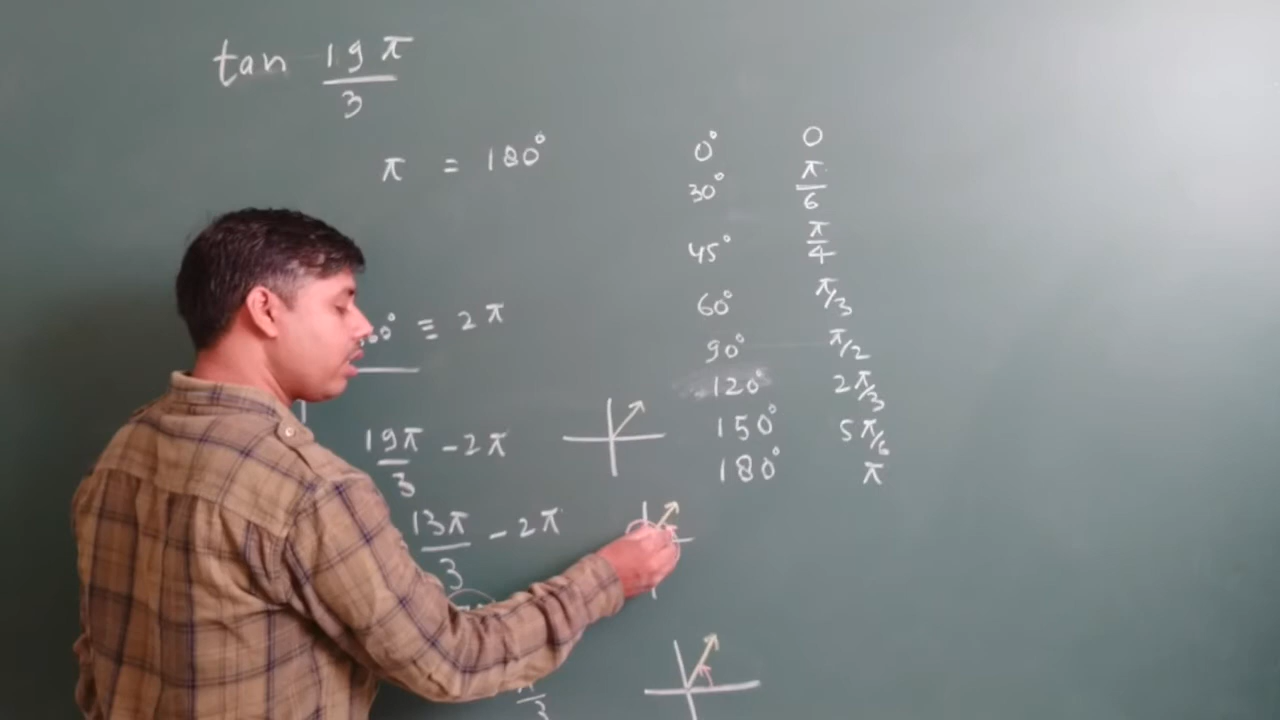 tan 19π/3
π = 180°
0° 0
30° π/6
45° π/4
60° π/3
90° π/2
120° 2π/3
150° 5π/6
180° π
≡ 2π
19π/3 - 2π
13π/3 - 2π